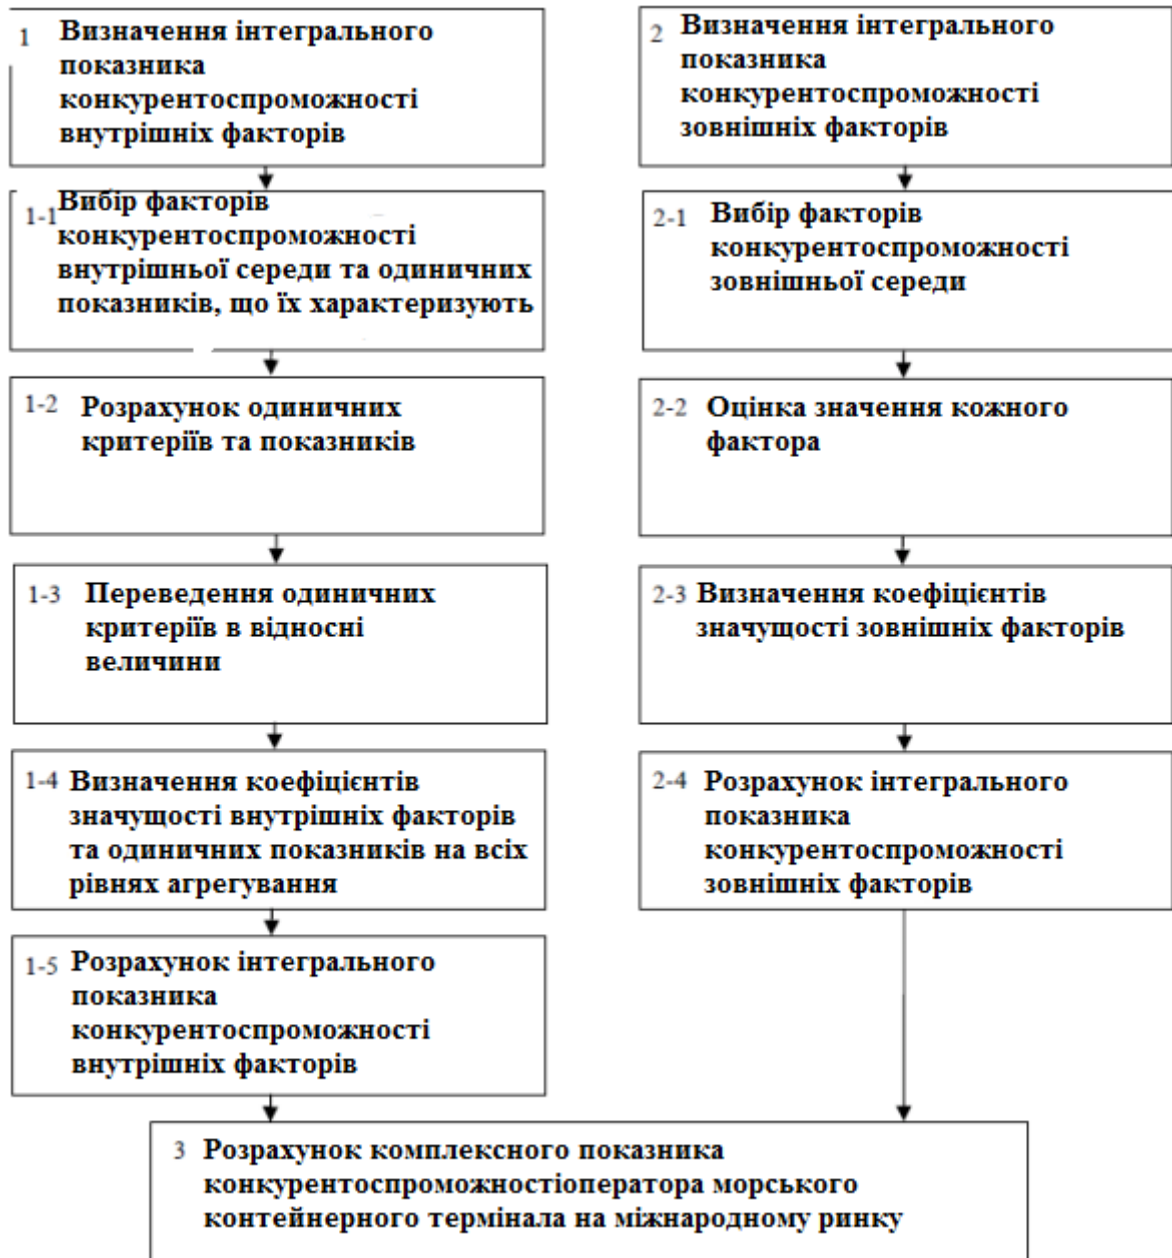 1 Визначення інтегрального
показника
конкурентоспроможності
внутрішніх факторів
1-1 Вибір факторів
конкурентоспроможності
внутрішньої середи та одиничних
показників, що їх характеризують
1-2 Розрахунок одиничних
критеріїв та показників
1-3 Переведення одиничних
критеріїв в відносні
величини
1-4 Визначення коефіцієнтів
значущості внутрішніх факторів
та одиничних показників на всіх
рівнях агрегування
1-5 Розрахунок інтегрального
показника
конкурентоспроможності
внутрішніх факторів
2 Визначення інтегрального
показника
конкурентоспроможності
зовнішніх факторів
2-1 Вибір факторів
конкурентоспроможності
зовнішньої середи
2-2 Оцінка значення кожного
фактора
2-3 Визначення коефіцієнтів
значущості зовнішніх факторів
2-4 Розрахунок інтегрального
показника
конкурентоспроможності
зовнішніх факторів
3 Розрахунок комплексного показника
конкурентоспроможностіоператора морського
контейнерного термінала на міжнародному ринку